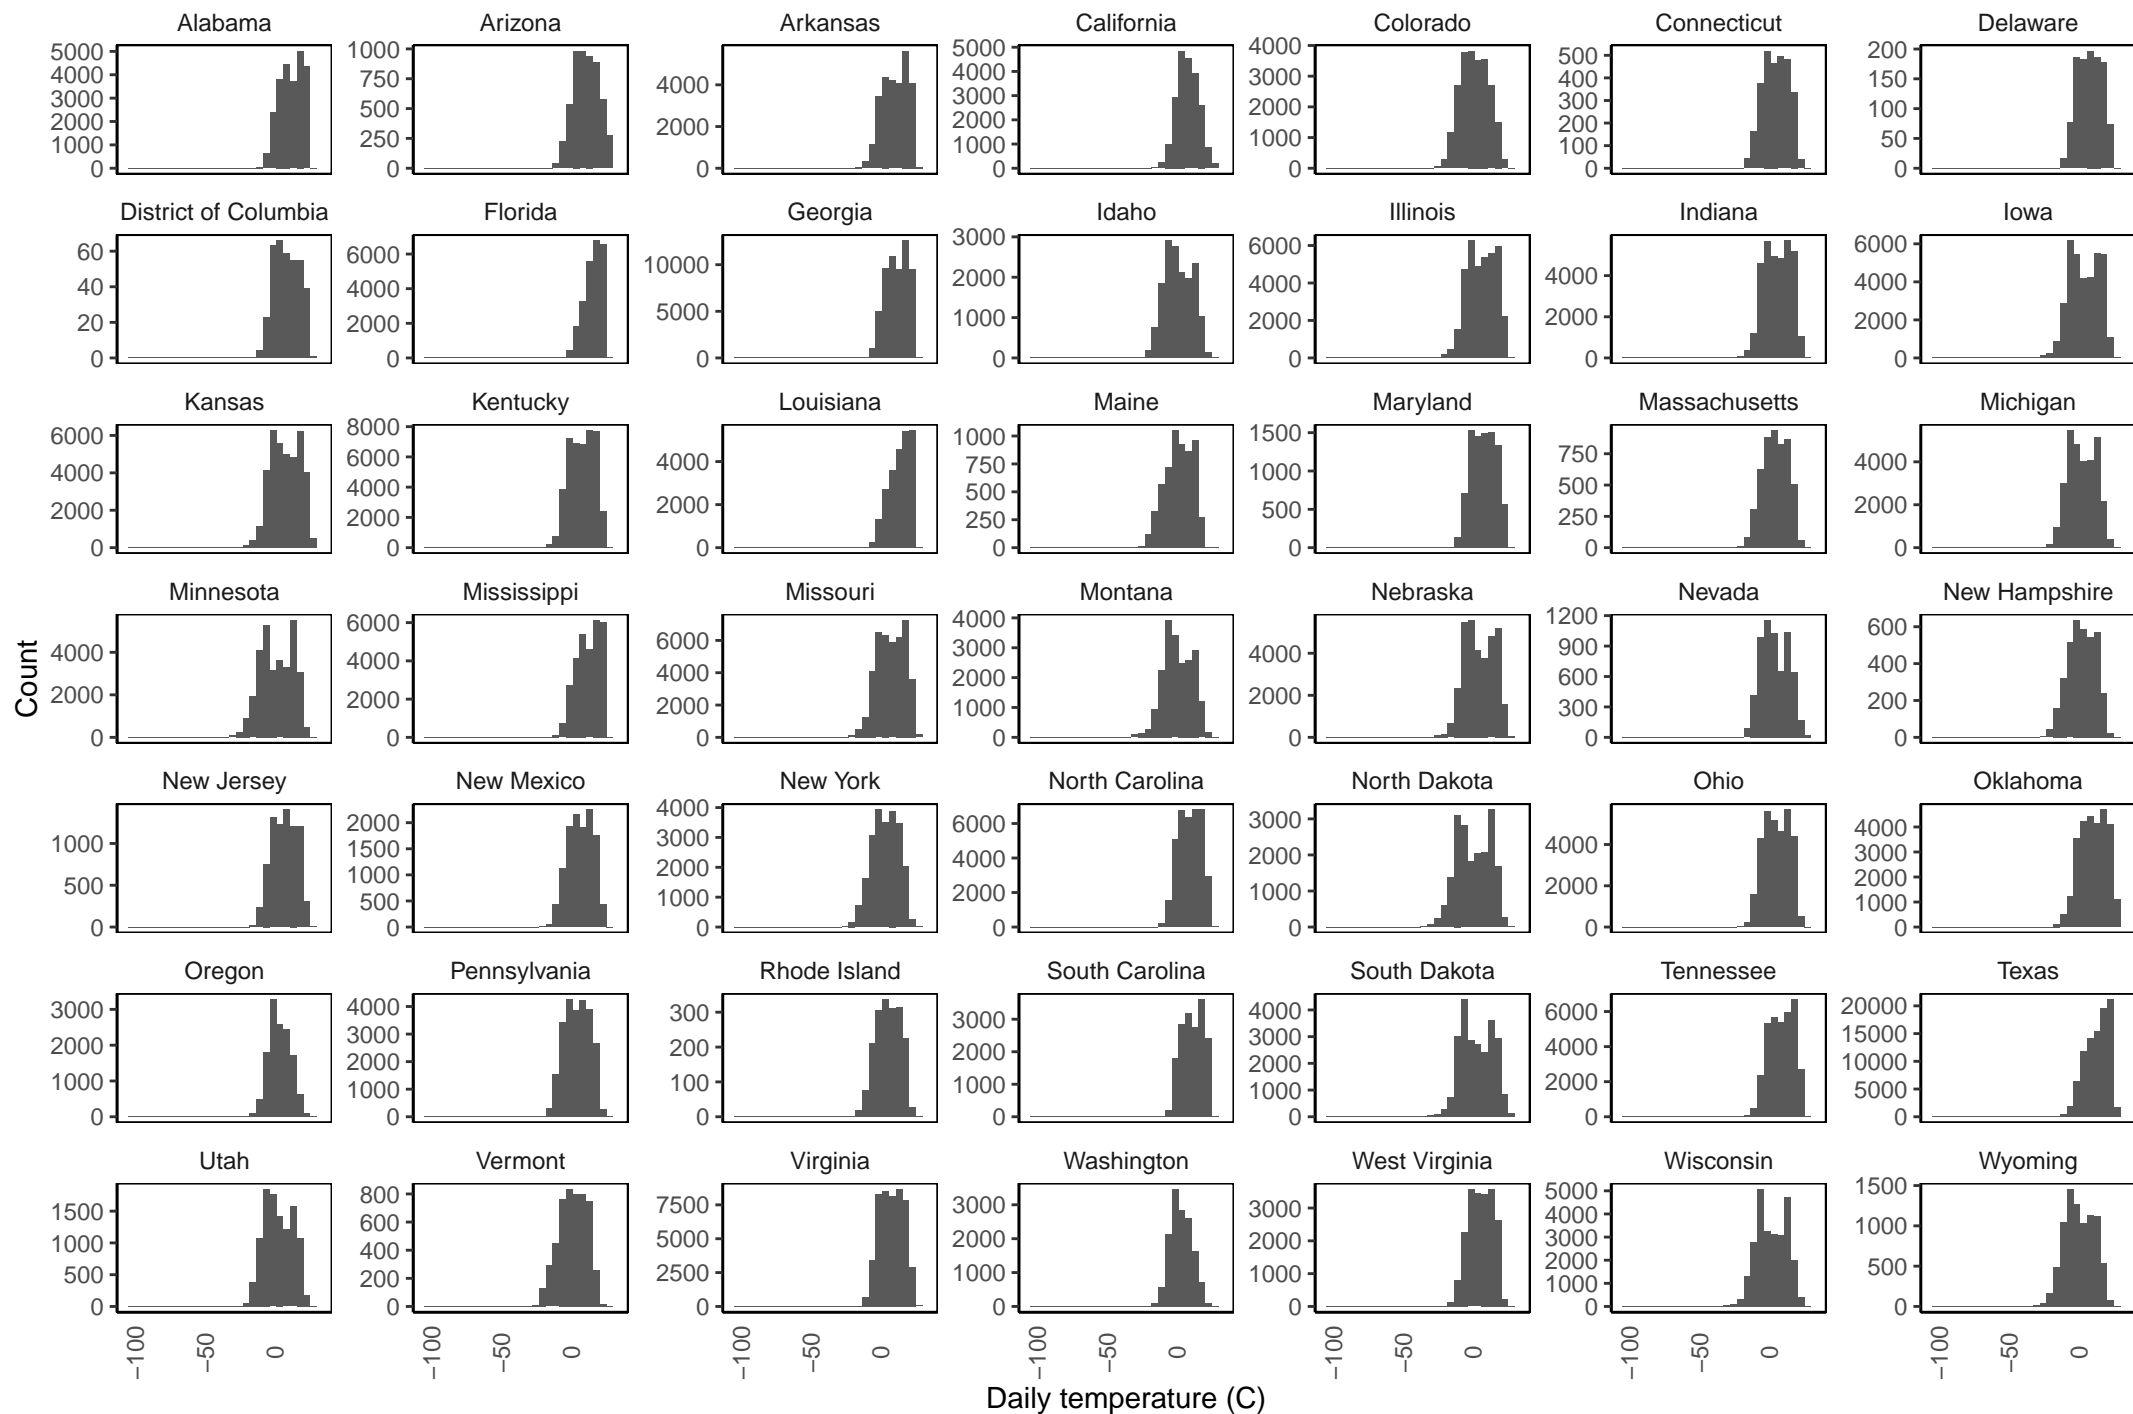 Alabama Arizona Arkansas California Colorado Connecticut Delaware
5000 4000 3000 2000 1000 0
1000 750 500 250 0
4000 2000 0
5000 4000 3000 2000 1000 0
4000 3000 2000 1000 0
500 400 300 200 100 0
200 150 100 50 0
District of Columbia Florida Georgia Idaho Illinois Indiana Iowa
60 40 20 0
6000 4000 2000 0
10000 5000 0
3000 2000 1000 0
6000 4000 2000 0
4000 2000 0
6000 4000 2000 0
Kansas Kentucky Louisiana Maine Maryland Massachusetts Michigan
6000 4000 2000 0
8000 6000 4000 2000 0
4000 2000 0
1000 750 500 250 0
1500 1000 500 0
750 500 250 0
4000 2000 0
Minnesota Mississippi Missouri Montana Nebraska Nevada New Hampshire
4000 2000 0
6000 4000 2000 0
6000 4000 2000 0
4000 3000 2000 1000 0
4000 2000 0
1200 900 600 300 0
600 400 200 0
New Jersey New Mexico New York North Carolina North Dakota Ohio Oklahoma
1000 500 0
2000 1500 1000 500 0
4000 3000 2000 1000 0
6000 4000 2000 0
3000 2000 1000 0
4000 2000 0
4000 3000 2000 1000 0
Oregon Pennsylvania Rhode Island South Carolina South Dakota Tennessee Texas
3000 2000 1000 0
4000 3000 2000 1000 0
300 200 100 0
3000 2000 1000 0
4000 3000 2000 1000 0
6000 4000 2000 0
20000 15000 10000 5000 0
Utah Vermont Virginia Washington West Virginia Wisconsin Wyoming
1500 1000 500 0
800 600 400 200 0
7500 5000 2500 0
3000 2000 1000 0
3000 2000 1000 0
5000 4000 3000 2000 1000 0
1500 1000 500 0
−100 −50 0 −100 −50 0 −100 −50 0 −100 −50 0 −100 −50 0 −100 −50 0 −100 −50 0
Count
Daily temperature (C)